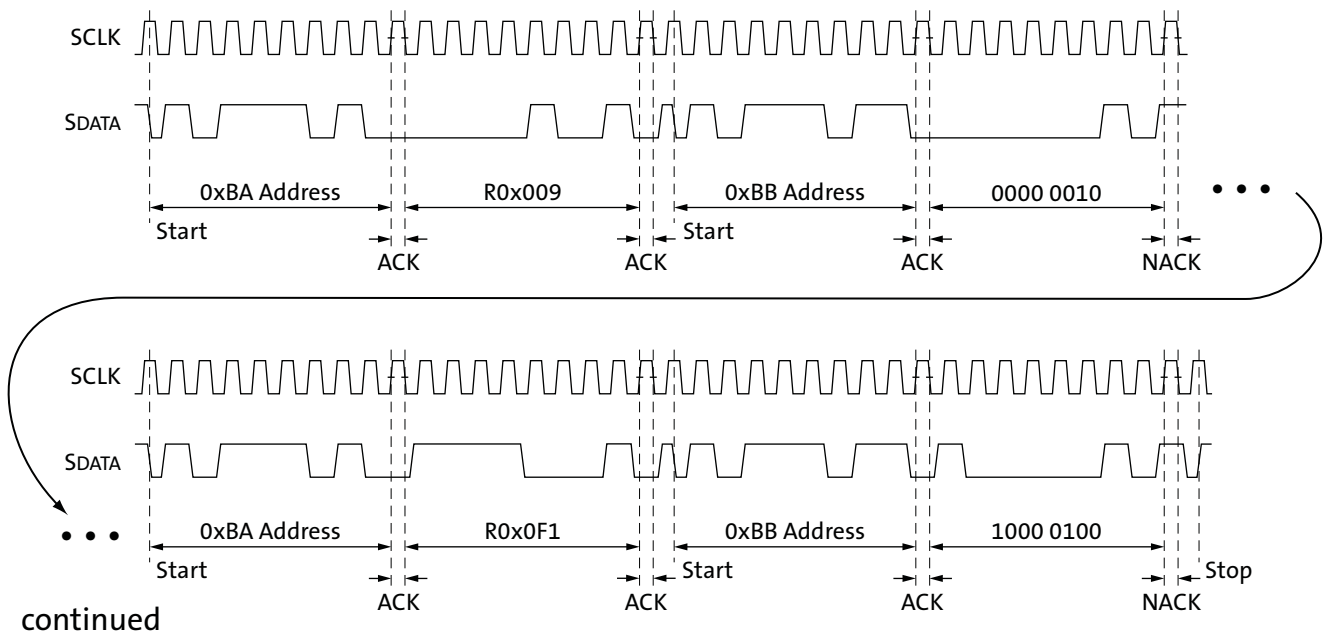 SCLK
SDATA
0xBA Address
R0x009
0xBB Address
0000 0010
Start
Start
ACK
ACK
ACK
NACK
SCLK
SDATA
0xBA Address
R0x0F1
0xBB Address
1000 0100
Start
Start
Stop
ACK
ACK
ACK
NACK
continued